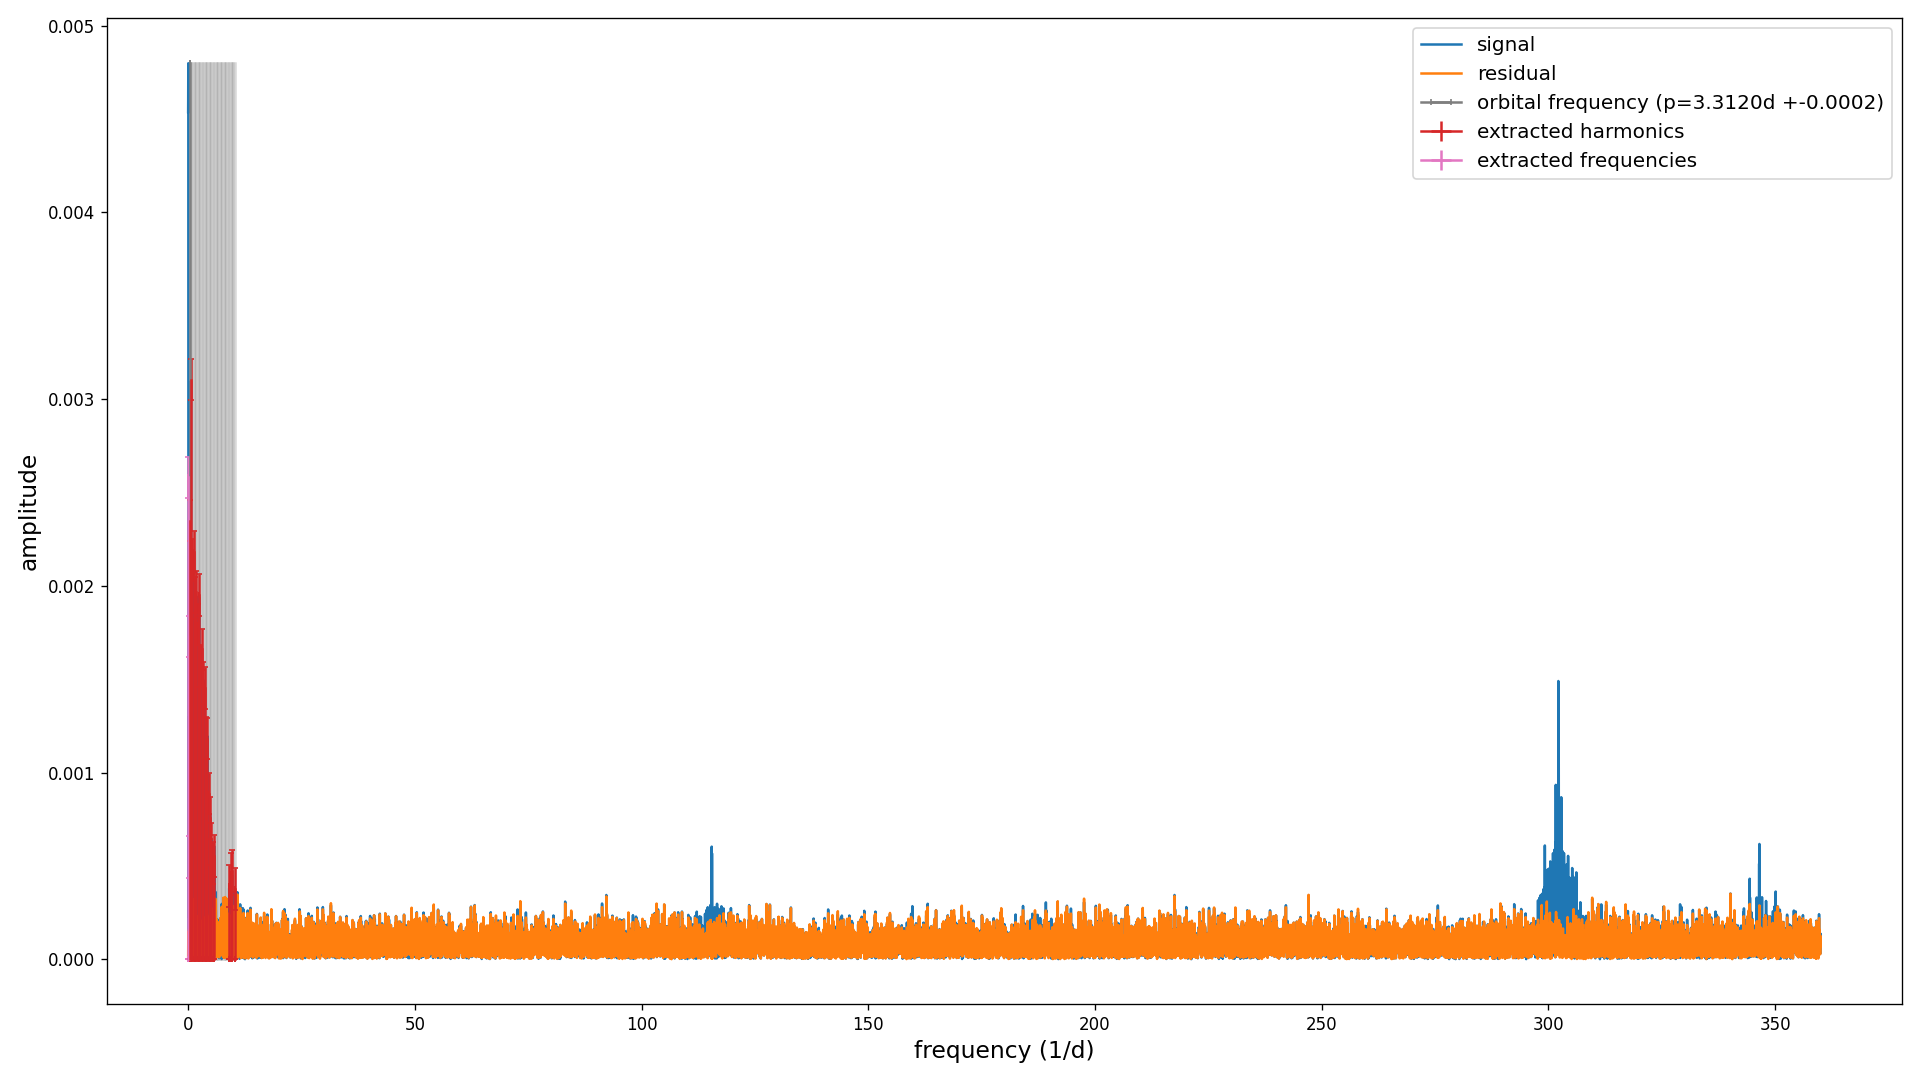 0.005
0.004
0.003
0.002
0.001
0.000
amplitude
0
50
100
150
200
250
300
350
frequency (1/d)
signal
residual
orbital frequency (p=3.3120d +-0.0002)
extracted harmonics
extracted frequencies